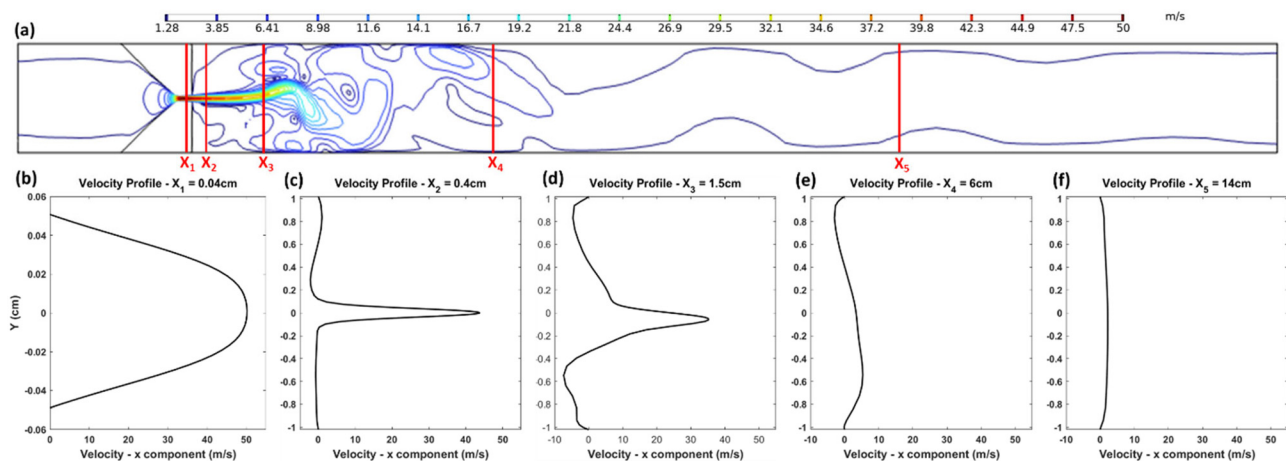 1.28 3.85 6.41 8.98 11.6 14.1 16.7 19.2 21.8 24.4 26.9 29.5 32.1 34.6 37.2 39.8 42.3 44.9 47.5 50 m/s
(a)
X1 X2 X3 X4 X5
(b) Velocity Profile - X1 = 0.04cm
(c) Velocity Profile - X2 = 0.4cm
(d) Velocity Profile - X3 = 1.5cm
(e) Velocity Profile - X4 = 6cm
(f) Velocity Profile - X5 = 14cm
Y (cm)
0.06
0.04
0.02
0
-0.02
-0.04
-0.06
0 10 20 30 40 50
Velocity - x component (m/s)
1
0.8
0.6
0.4
0.2
0
-0.2
-0.4
-0.6
-0.8
-1
0 10 20 30 40 50
Velocity - x component (m/s)
1
0.8
0.6
0.4
0.2
0
-0.2
-0.4
-0.6
-0.8
-1
-10 0 10 20 30 40 50
Velocity - x component (m/s)
1
0.8
0.6
0.4
0.2
0
-0.2
-0.4
-0.6
-0.8
-1
-10 0 10 20 30 40 50
Velocity - x component (m/s)
1
0.8
0.6
0.4
0.2
0
-0.2
-0.4
-0.6
-0.8
-1
-10 0 10 20 30 40 50
Velocity - x component (m/s)